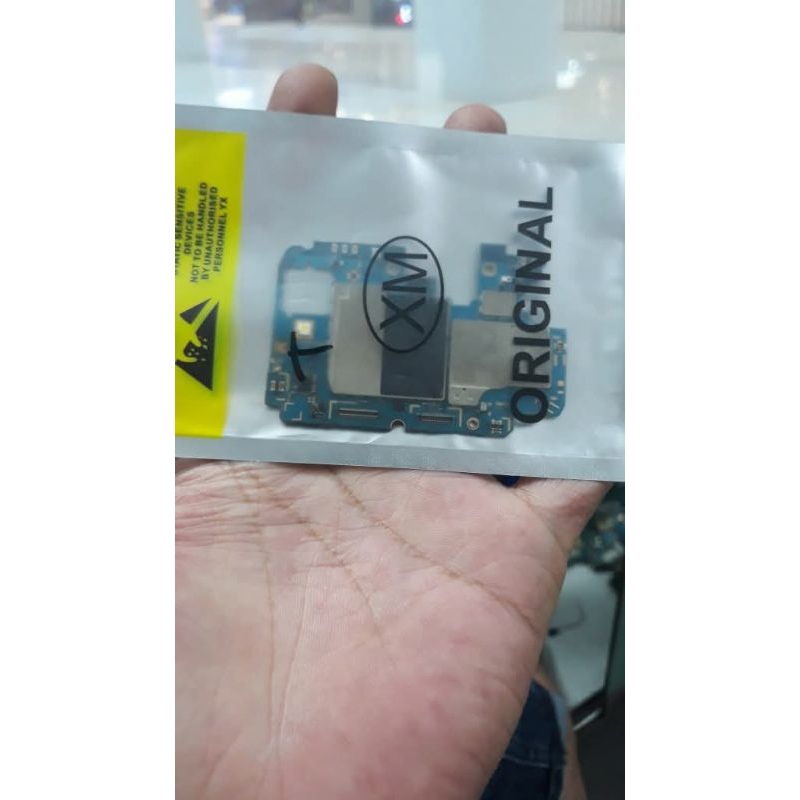 STATIC SENSITIVE
DEVICES
NOT TO BE HANDLED
BY UNAUTHORISED
PERSONNEL YX
XM
ORIGINAL